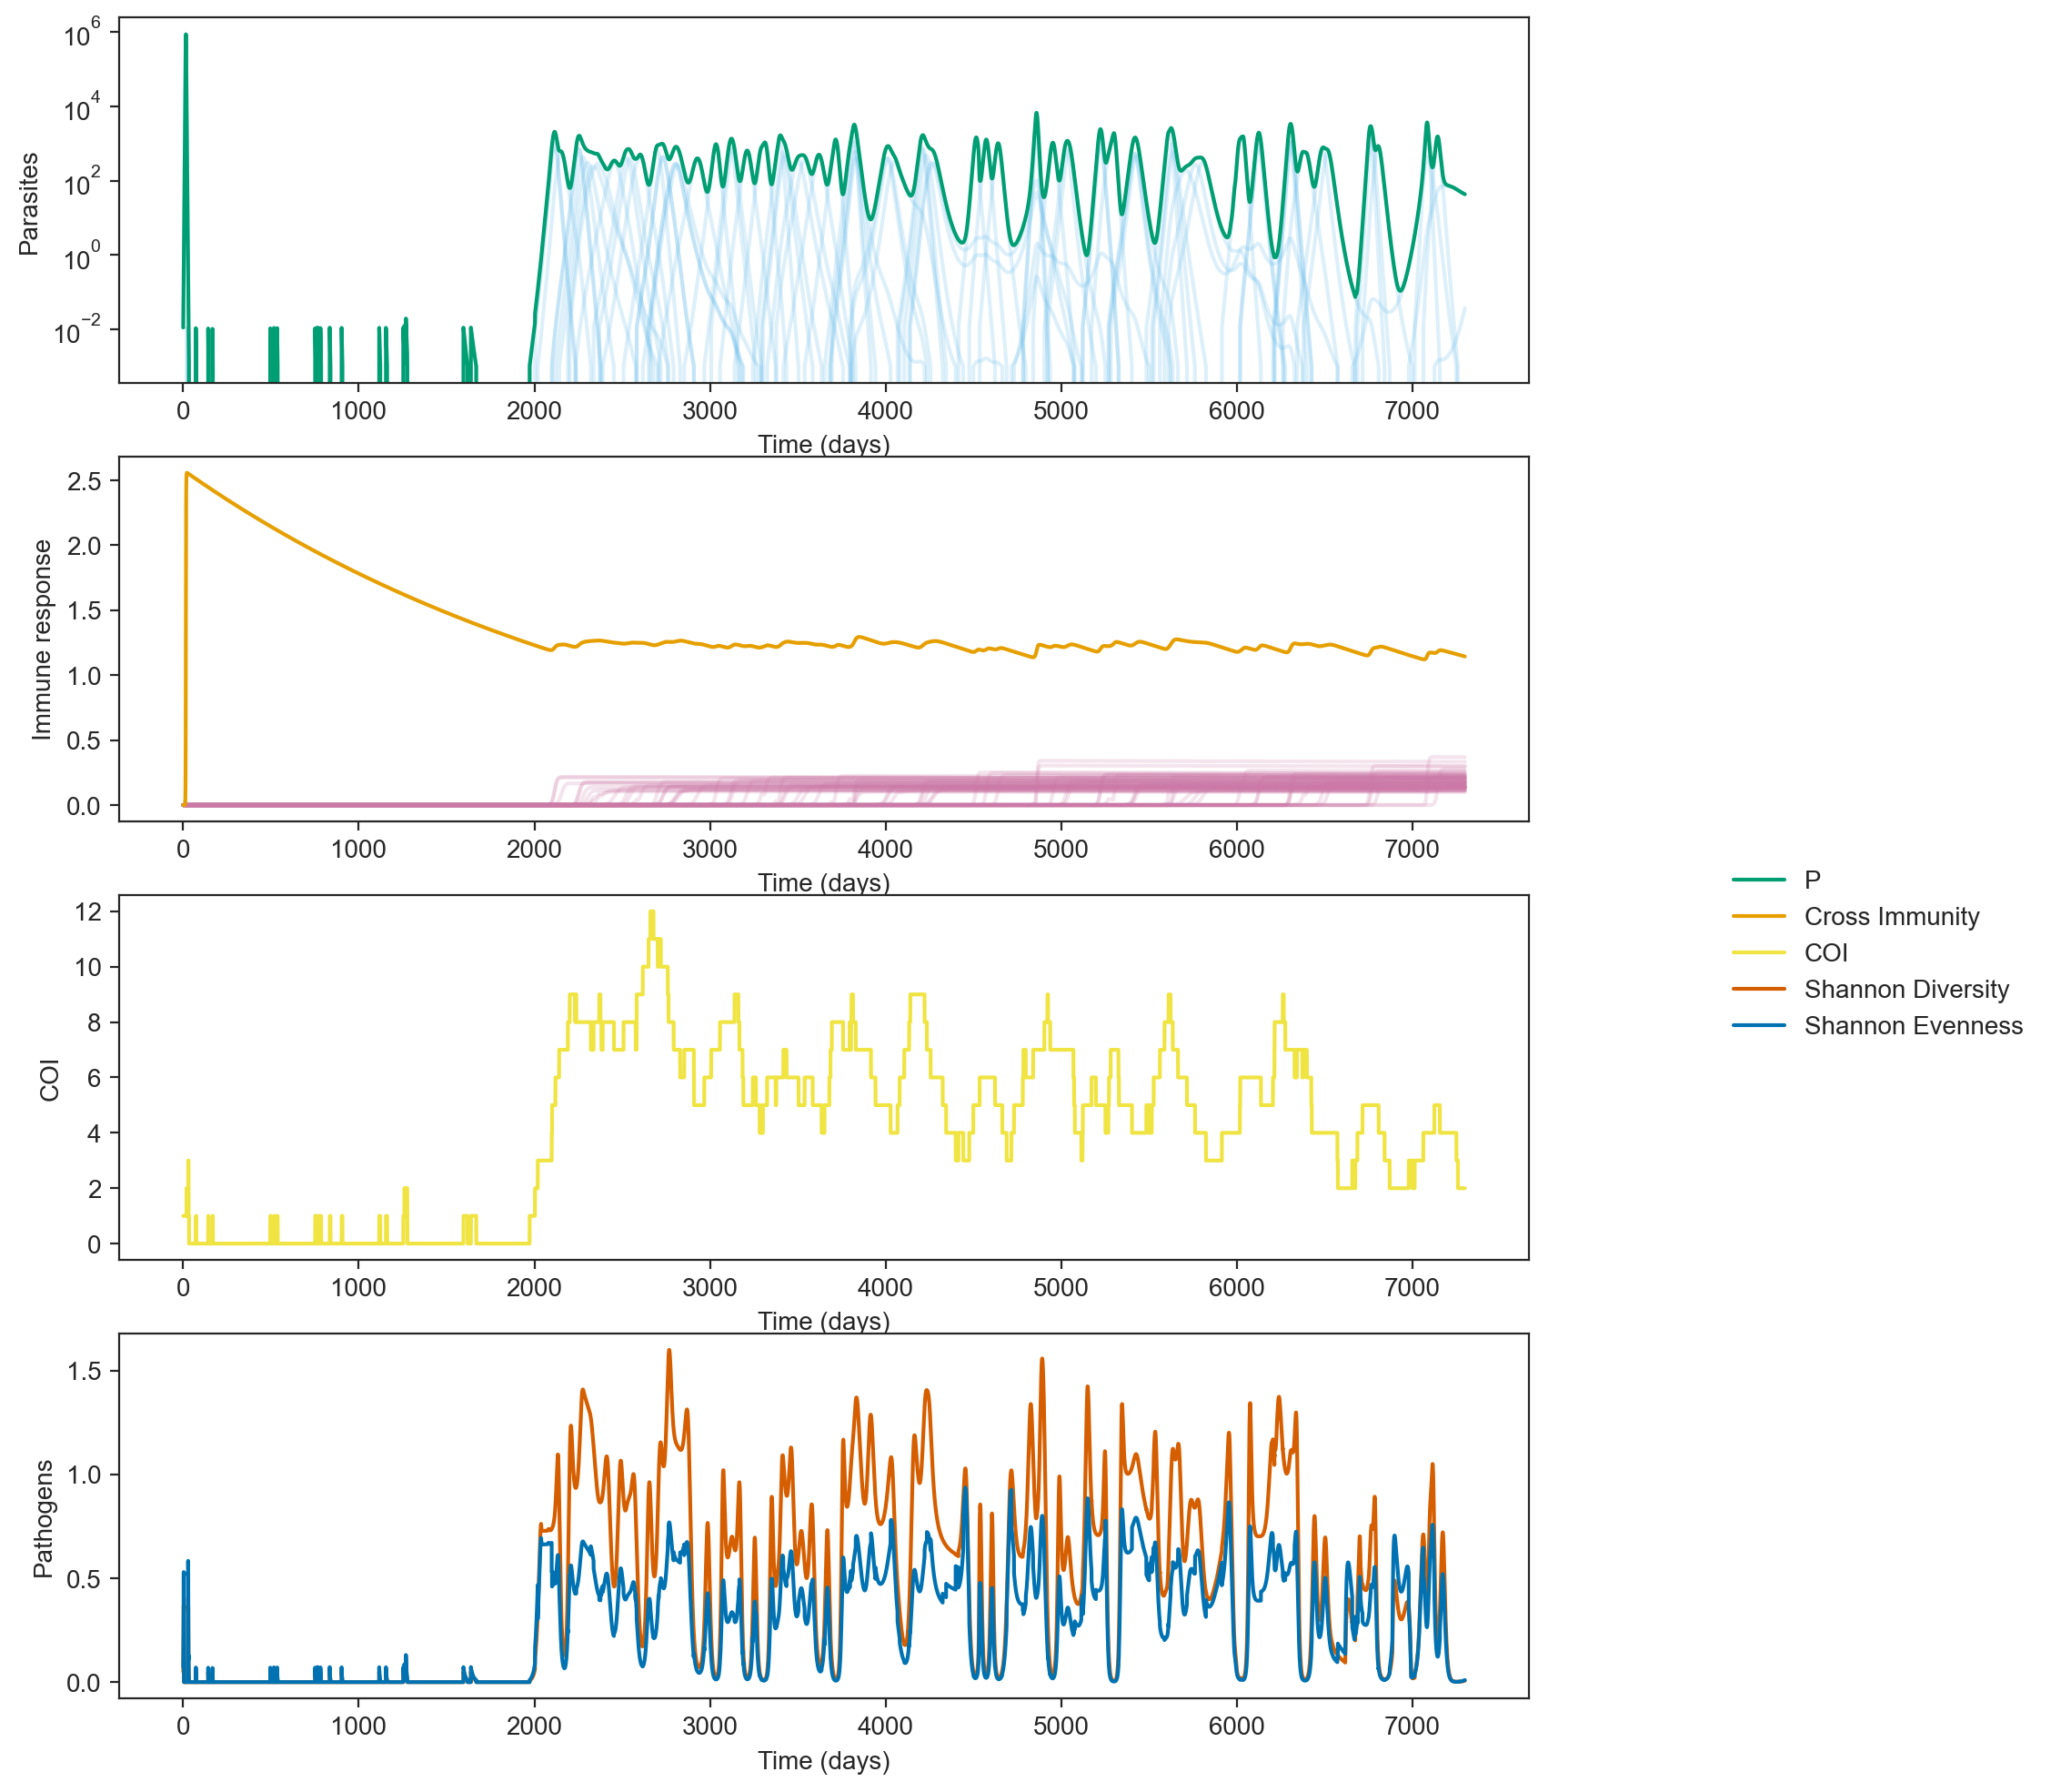 10^6
10^4
10^2
10^0
10^−2
Parasites
0 1000 2000 3000 4000 5000 6000 7000
Time (days)
2.5
2.0
1.5
1.0
0.5
0.0
Immune response
0 1000 2000 3000 4000 5000 6000 7000
Time (days)
12
10
8
6
4
2
0
COI
0 1000 2000 3000 4000 5000 6000 7000
Time (days)
1.5
1.0
0.5
0.0
Pathogens
0 1000 2000 3000 4000 5000 6000 7000
Time (days)
P
Cross Immunity
COI
Shannon Diversity
Shannon Evenness